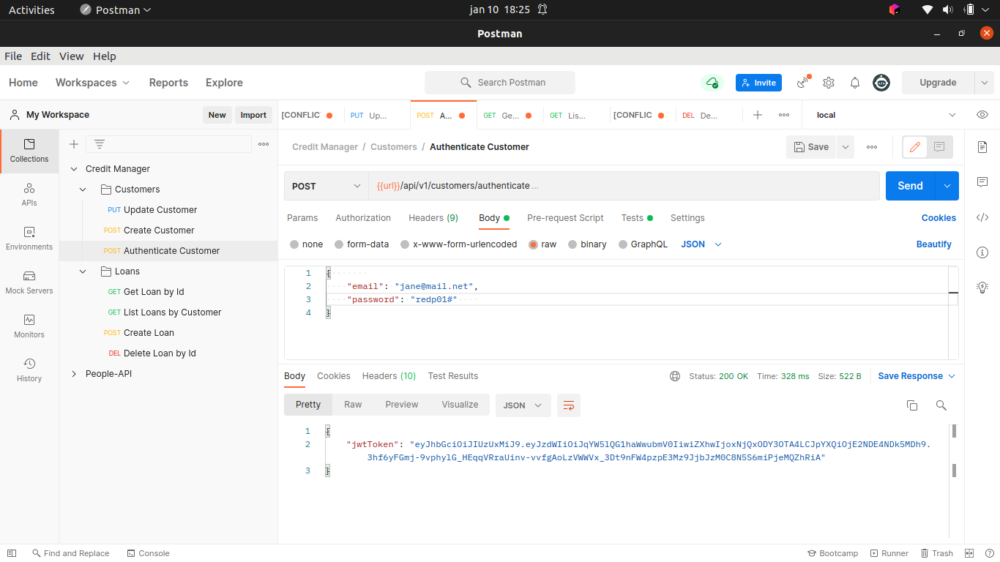 Activities Postman jan 10 18:25
Postman
File Edit View Help
Home Workspaces Reports Explore Search Postman Invite Upgrade
My Workspace New Import [CONFLIC PUT Up... POST A... GET Ge... GET Lis... [CONFLIC DEL De... local
Collections
APIs
Environments
Mock Servers
Monitors
History
Credit Manager
Customers
PUT Update Customer
POST Create Customer
POST Authenticate Customer
Loans
GET Get Loan by Id
GET List Loans by Customer
POST Create Loan
DEL Delete Loan by Id
People-API
Credit Manager / Customers / Authenticate Customer Save
POST {{url}}/api/v1/customers/authenticate ... Send
Params Authorization Headers (9) Body Pre-request Script Tests Settings Cookies
none form-data x-www-form-urlencoded raw binary GraphQL JSON Beautify
1 {
2 "email": "jane@mail.net",
3 "password": "redp01#"
4 }
Body Cookies Headers (10) Test Results Status: 200 OK Time: 328 ms Size: 522 B Save Response
Pretty Raw Preview Visualize JSON
1 {
2 "jwtToken": "eyJhbGciOiJIUzUxMiJ9.eyJzdWIiOiJqYW5lQG1haWwubmV0IiwiZXhwIjoxNjQxODY3OTA4LCJpYXQiOjE2NDE4NDk5MDh9.
3hf6yFGmj-9vphylG_HEqqVRraUinv-vvfgAoLzVWWVx_3Dt9nFW4pzpE3Mz9JjbJzM0C8N5S6miPjeMQZhRiA"
3 }
Find and Replace Console Bootcamp Runner Trash